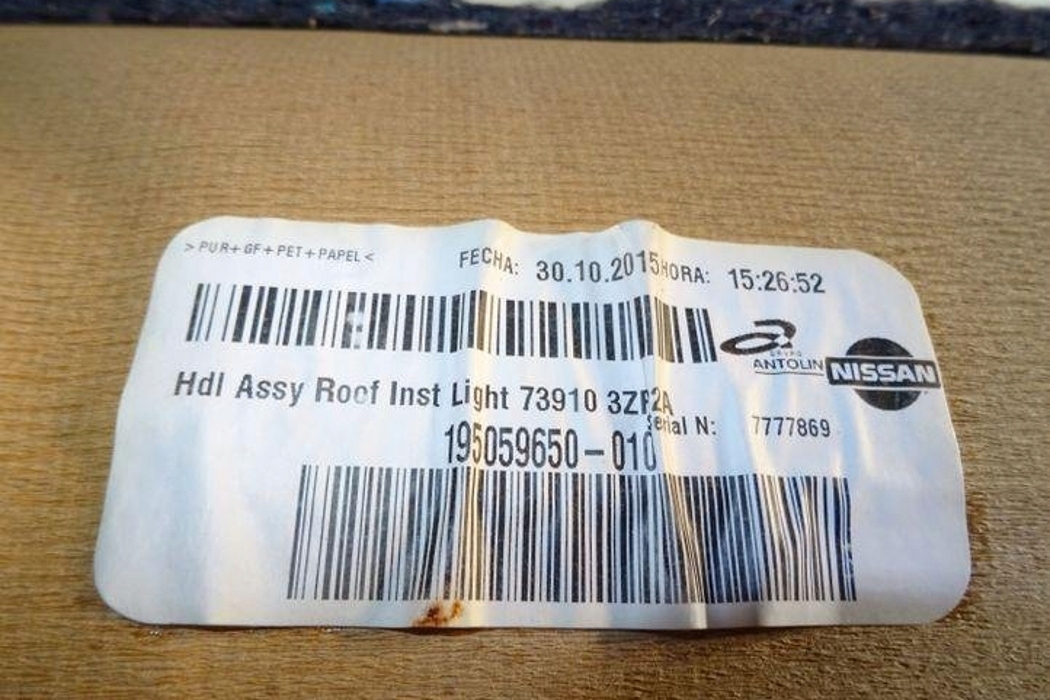 > PUR+GF+PET+PAPEL <
FECHA: 30.10.2015 HORA: 15:26:52
GRUPO
ANTOLIN
NISSAN
Hdl Assy Roof Inst Light 73910
Serial N: 7777869
195059650-010